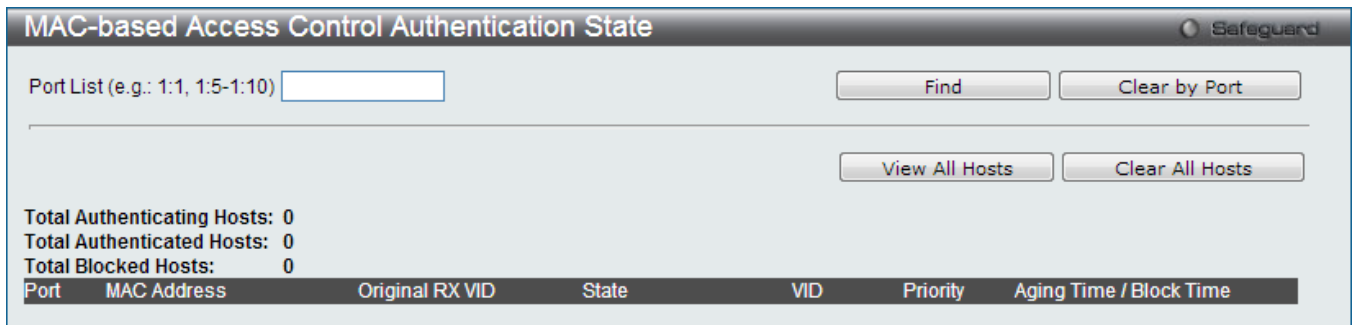 MAC-based Access Control Authentication State
Safeguard
Port List (e.g.: 1:1, 1:5-1:10)
Find
Clear by Port
View All Hosts
Clear All Hosts
Total Authenticating Hosts: 0
Total Authenticated Hosts: 0
Total Blocked Hosts: 0
Port MAC Address Original RX VID State VID Priority Aging Time / Block Time